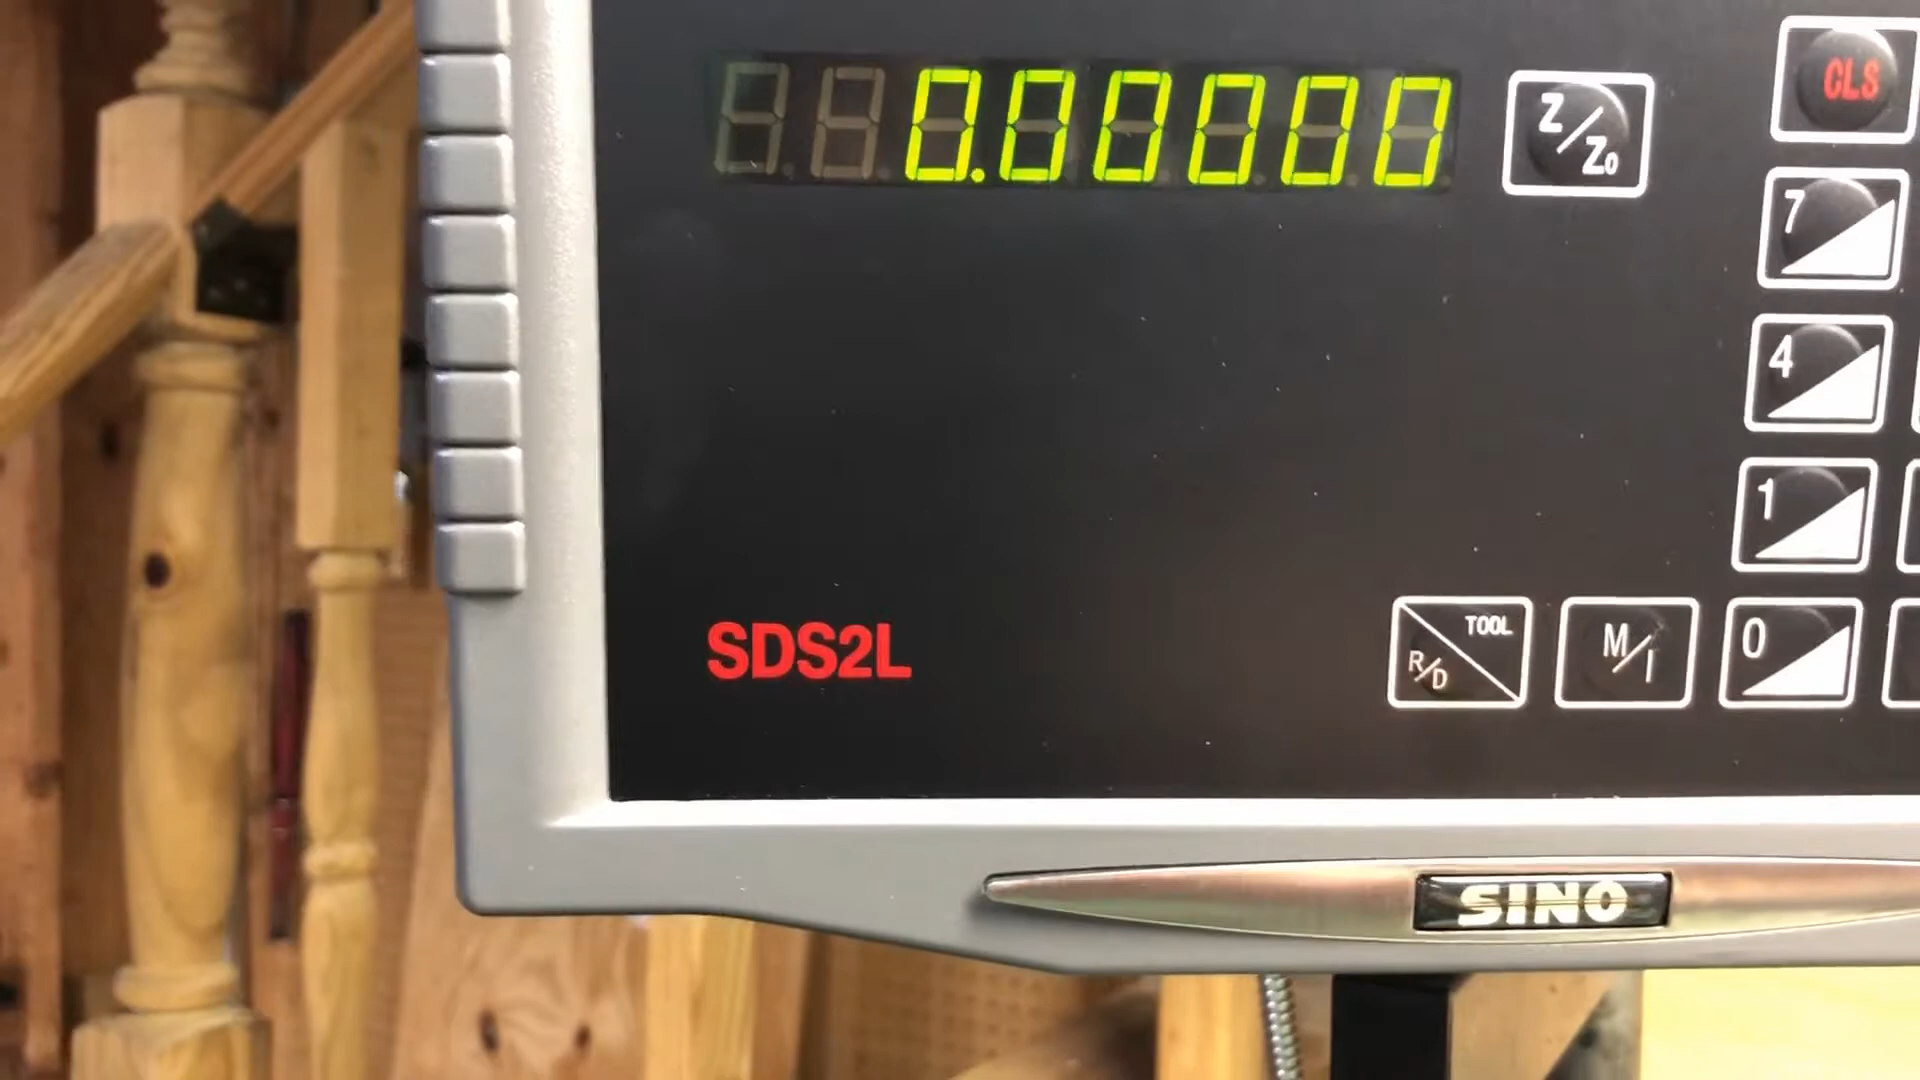 0.00000
Z/Z0
CLS
7
4
1
SDS2L
R/D TOOL
M/I
0
SINO